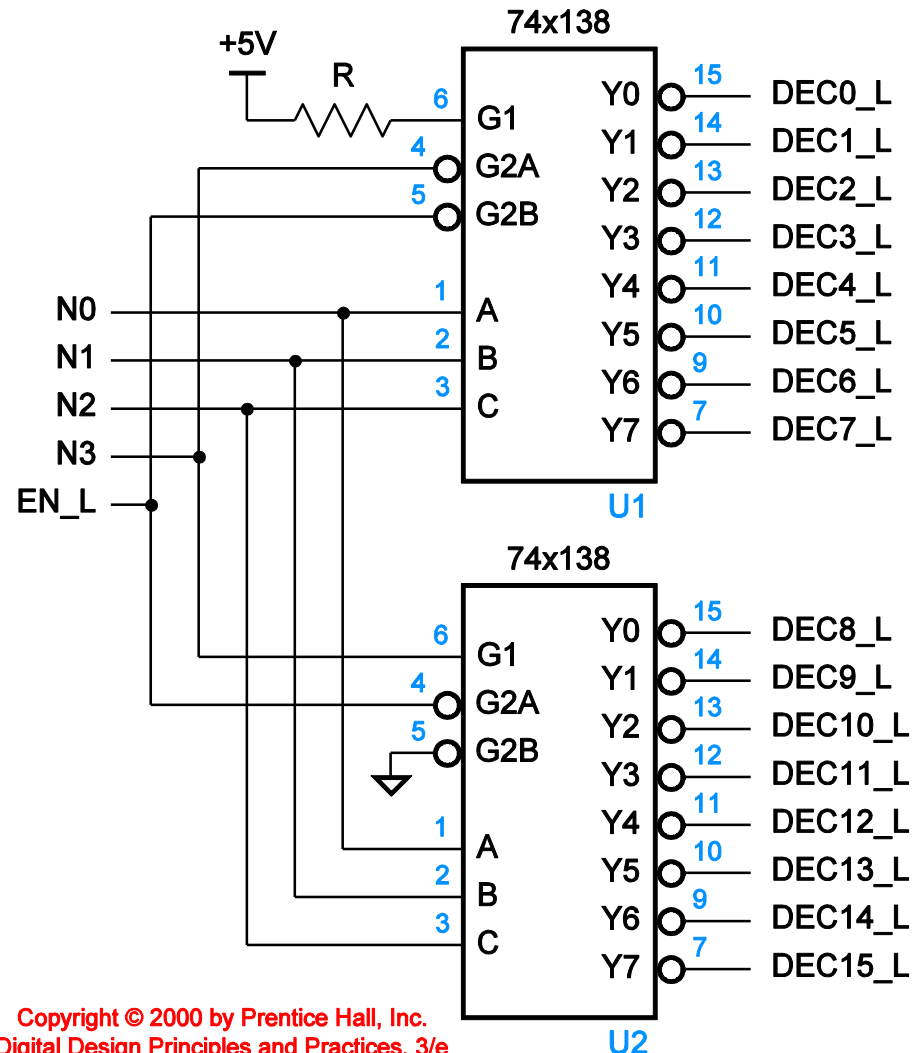 74x138
+5V
R
6
G1
4
G2A
5
G2B
N0
1
A
N1
2
B
N2
3
C
N3
EN_L
Y0
15
DEC0_L
Y1
14
DEC1_L
Y2
13
DEC2_L
Y3
12
DEC3_L
Y4
11
DEC4_L
Y5
10
DEC5_L
Y6
9
DEC6_L
Y7
7
DEC7_L
U1
74x138
6
G1
4
G2A
5
G2B
1
A
2
B
3
C
Y0
15
DEC8_L
Y1
14
DEC9_L
Y2
13
DEC10_L
Y3
12
DEC11_L
Y4
11
DEC12_L
Y5
10
DEC13_L
Y6
9
DEC14_L
Y7
7
DEC15_L
U2
Copyright © 2000 by Prentice Hall, Inc.
Digital Design Principles and Practices, 3/e